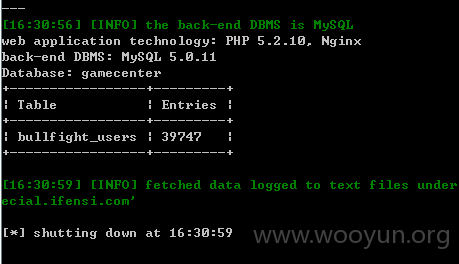 ---
[16:30:56] [INFO] the back-end DBMS is MySQL
web application technology: PHP 5.2.10, Nginx
back-end DBMS: MySQL 5.0.11
Database: gamecenter
+-----------------+---------+
| Table           | Entries |
+-----------------+---------+
| bullfight_users | 39747   |
+-----------------+---------+
[16:30:59] [INFO] fetched data logged to text files under
ecial.ifensi.com'
[*] shutting down at 16:30:59
www.wooyun.org